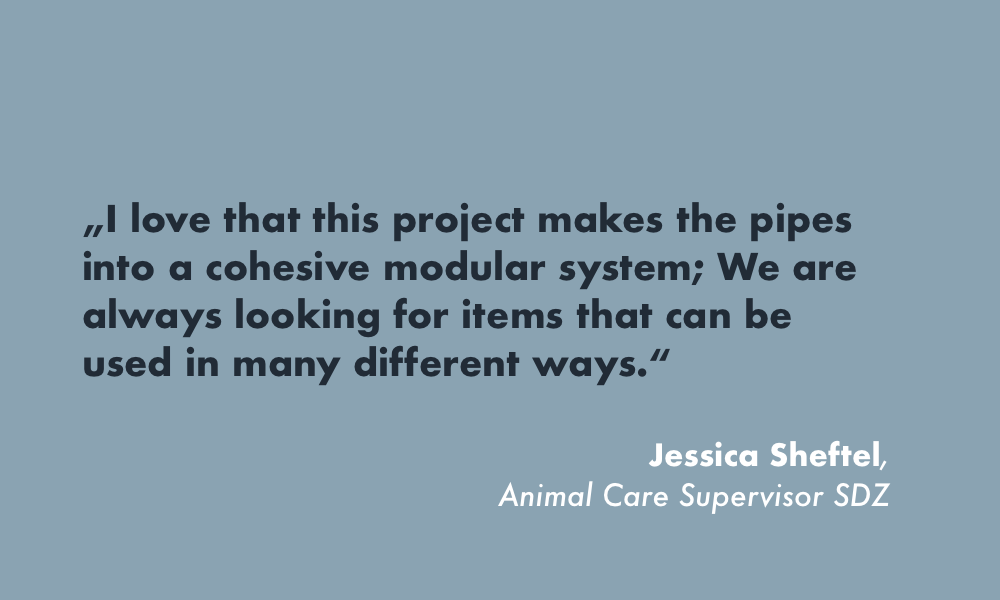 „I love that this project makes the pipes
into a cohesive modular system; We are
always looking for items that can be
used in many different ways.“
Jessica Sheftel,
Animal Care Supervisor SDZ